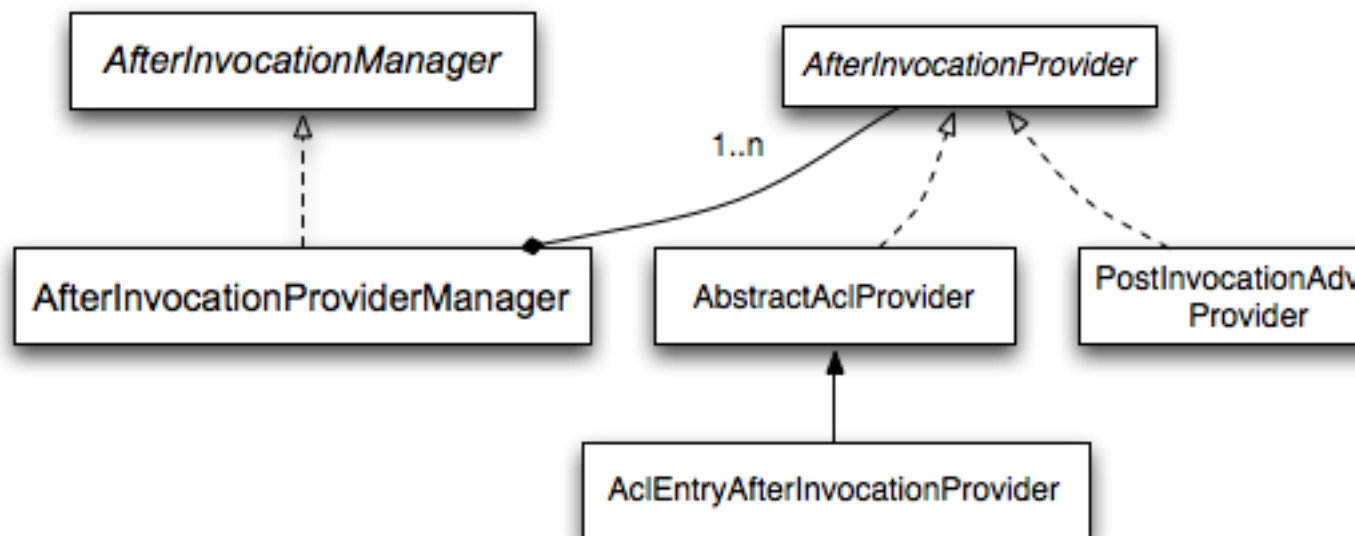 AfterInvocationManager
AfterInvocationProvider
1..n
AfterInvocationProviderManager
AbstractAclProvider
Provider
AclEntryAfterInvocationProvider